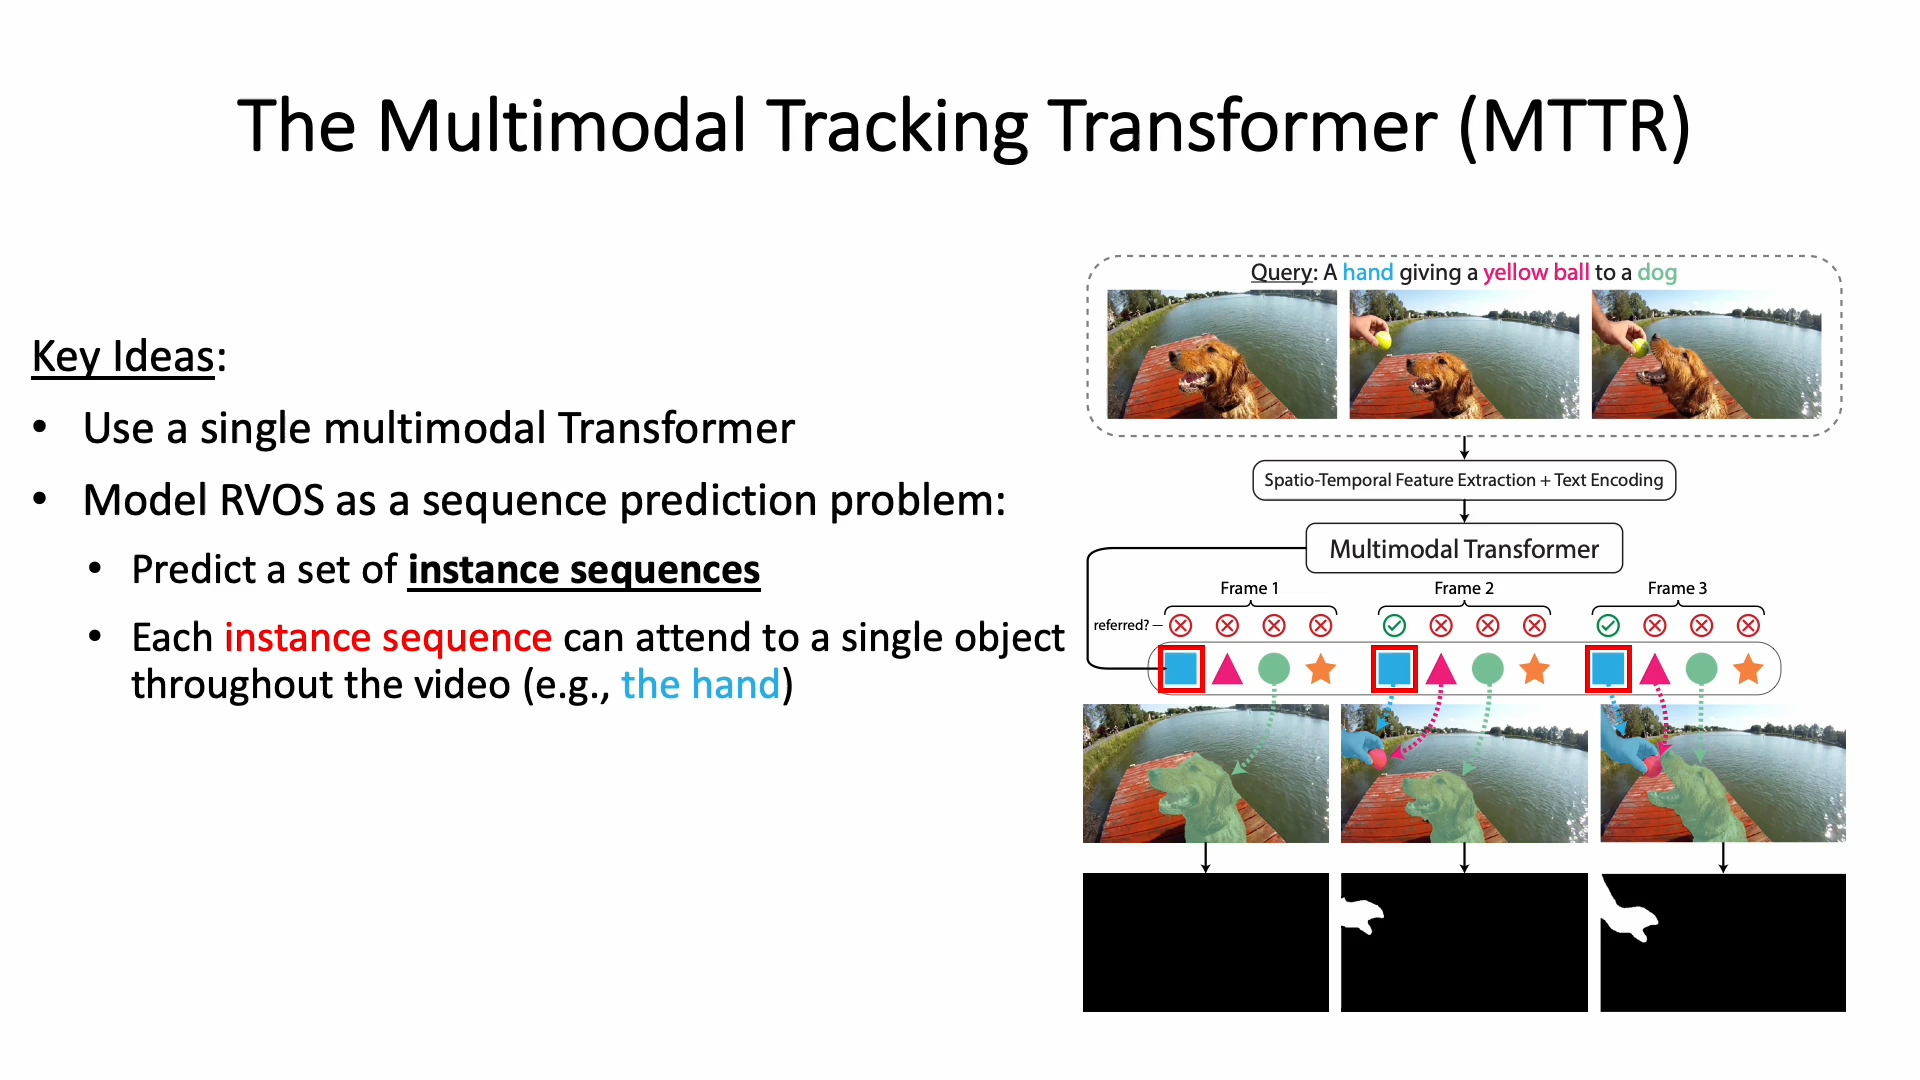 The Multimodal Tracking Transformer (MTTR)
Key Ideas:
• Use a single multimodal Transformer
• Model RVOS as a sequence prediction problem:
• Predict a set of instance sequences
• Each instance sequence can attend to a single object
throughout the video (e.g., the hand)
Query: A hand giving a yellow ball to a dog
Spatio-Temporal Feature Extraction + Text Encoding
Multimodal Transformer
Frame 1
Frame 2
Frame 3
referred?